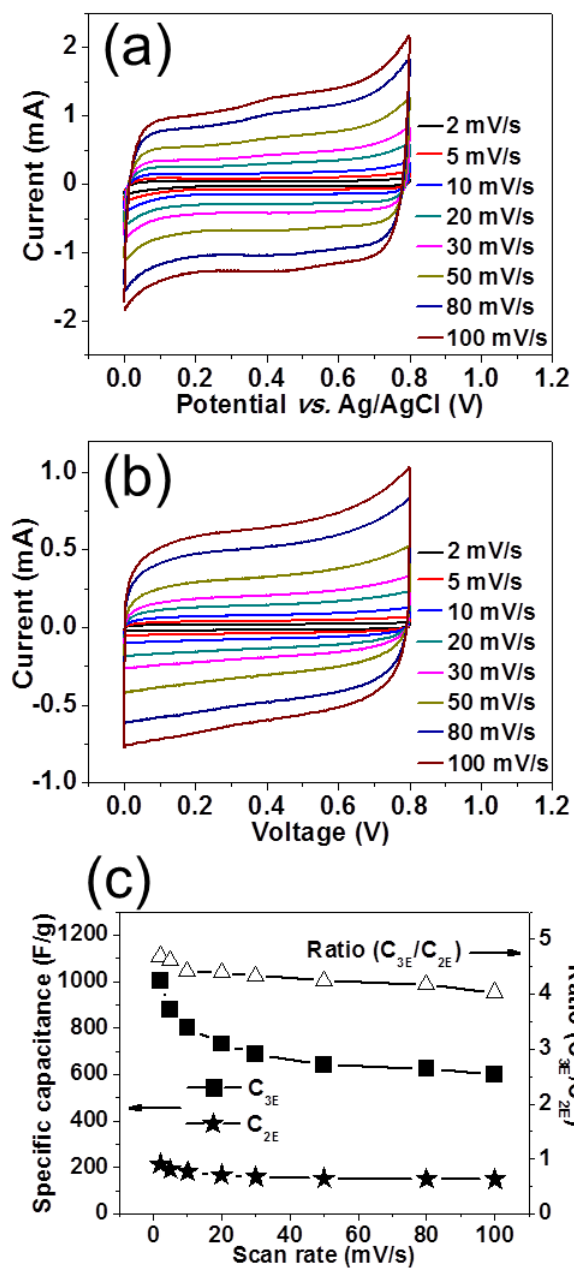 (a)
2
1
0
-1
-2
Current (mA)
2 mV/s
5 mV/s
10 mV/s
20 mV/s
30 mV/s
50 mV/s
80 mV/s
100 mV/s
0.0 0.2 0.4 0.6 0.8 1.0 1.2
Potential vs. Ag/AgCl (V)
(b)
1.0
0.5
0.0
-0.5
-1.0
Current (mA)
2 mV/s
5 mV/s
10 mV/s
20 mV/s
30 mV/s
50 mV/s
80 mV/s
100 mV/s
0.0 0.2 0.4 0.6 0.8 1.0 1.2
Voltage (V)
(c)
1200
1000
800
600
400
200
0
Specific capacitance (F/g)
Ratio (C3E/C2E)
C3E
C2E
5
4
3
2
1
0
Ratio (C3E/C2E)
0 20 40 60 80 100
Scan rate (mV/s)